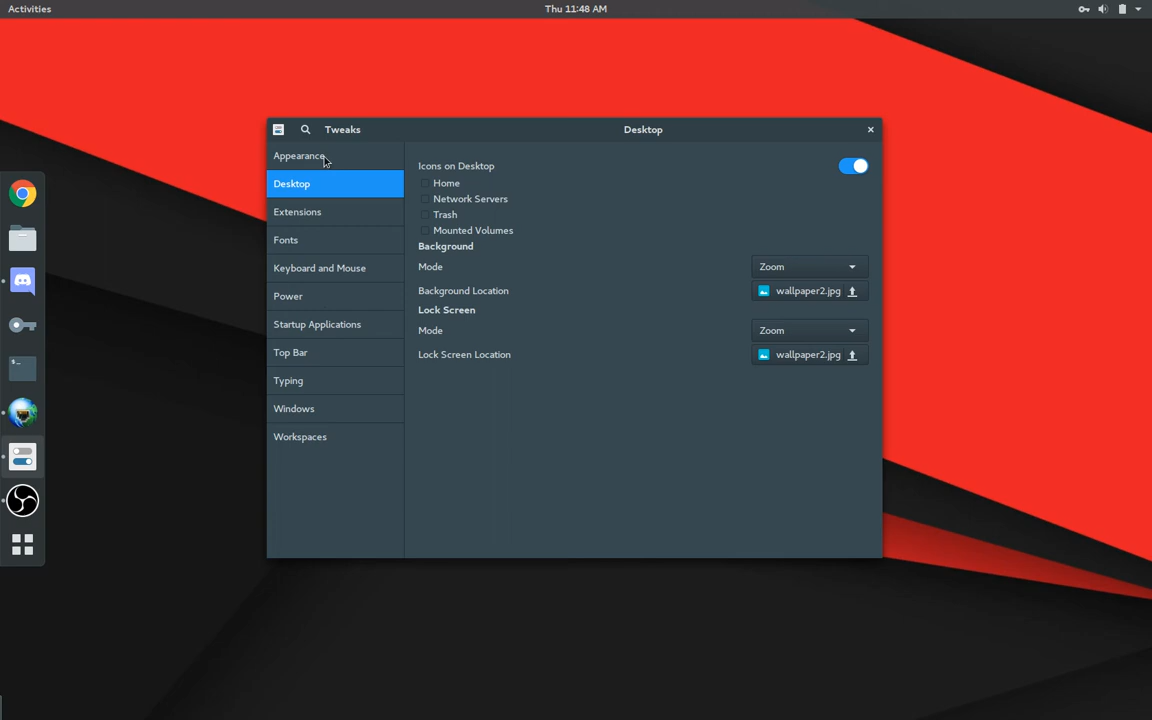 Activities
Thu 11:48 AM
Tweaks
Desktop
Appearance
Desktop
Extensions
Fonts
Keyboard and Mouse
Power
Startup Applications
Top Bar
Typing
Windows
Workspaces
Icons on Desktop
Home
Network Servers
Trash
Mounted Volumes
Background
Mode Zoom
Background Location wallpaper2.jpg
Lock Screen
Mode Zoom
Lock Screen Location wallpaper2.jpg